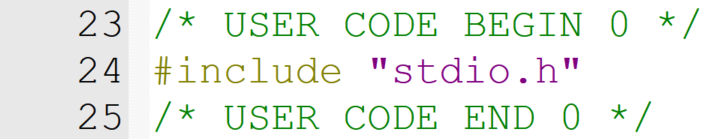 23 /* USER CODE BEGIN 0 */
24 #include "stdio.h"
25 /* USER CODE END 0 */